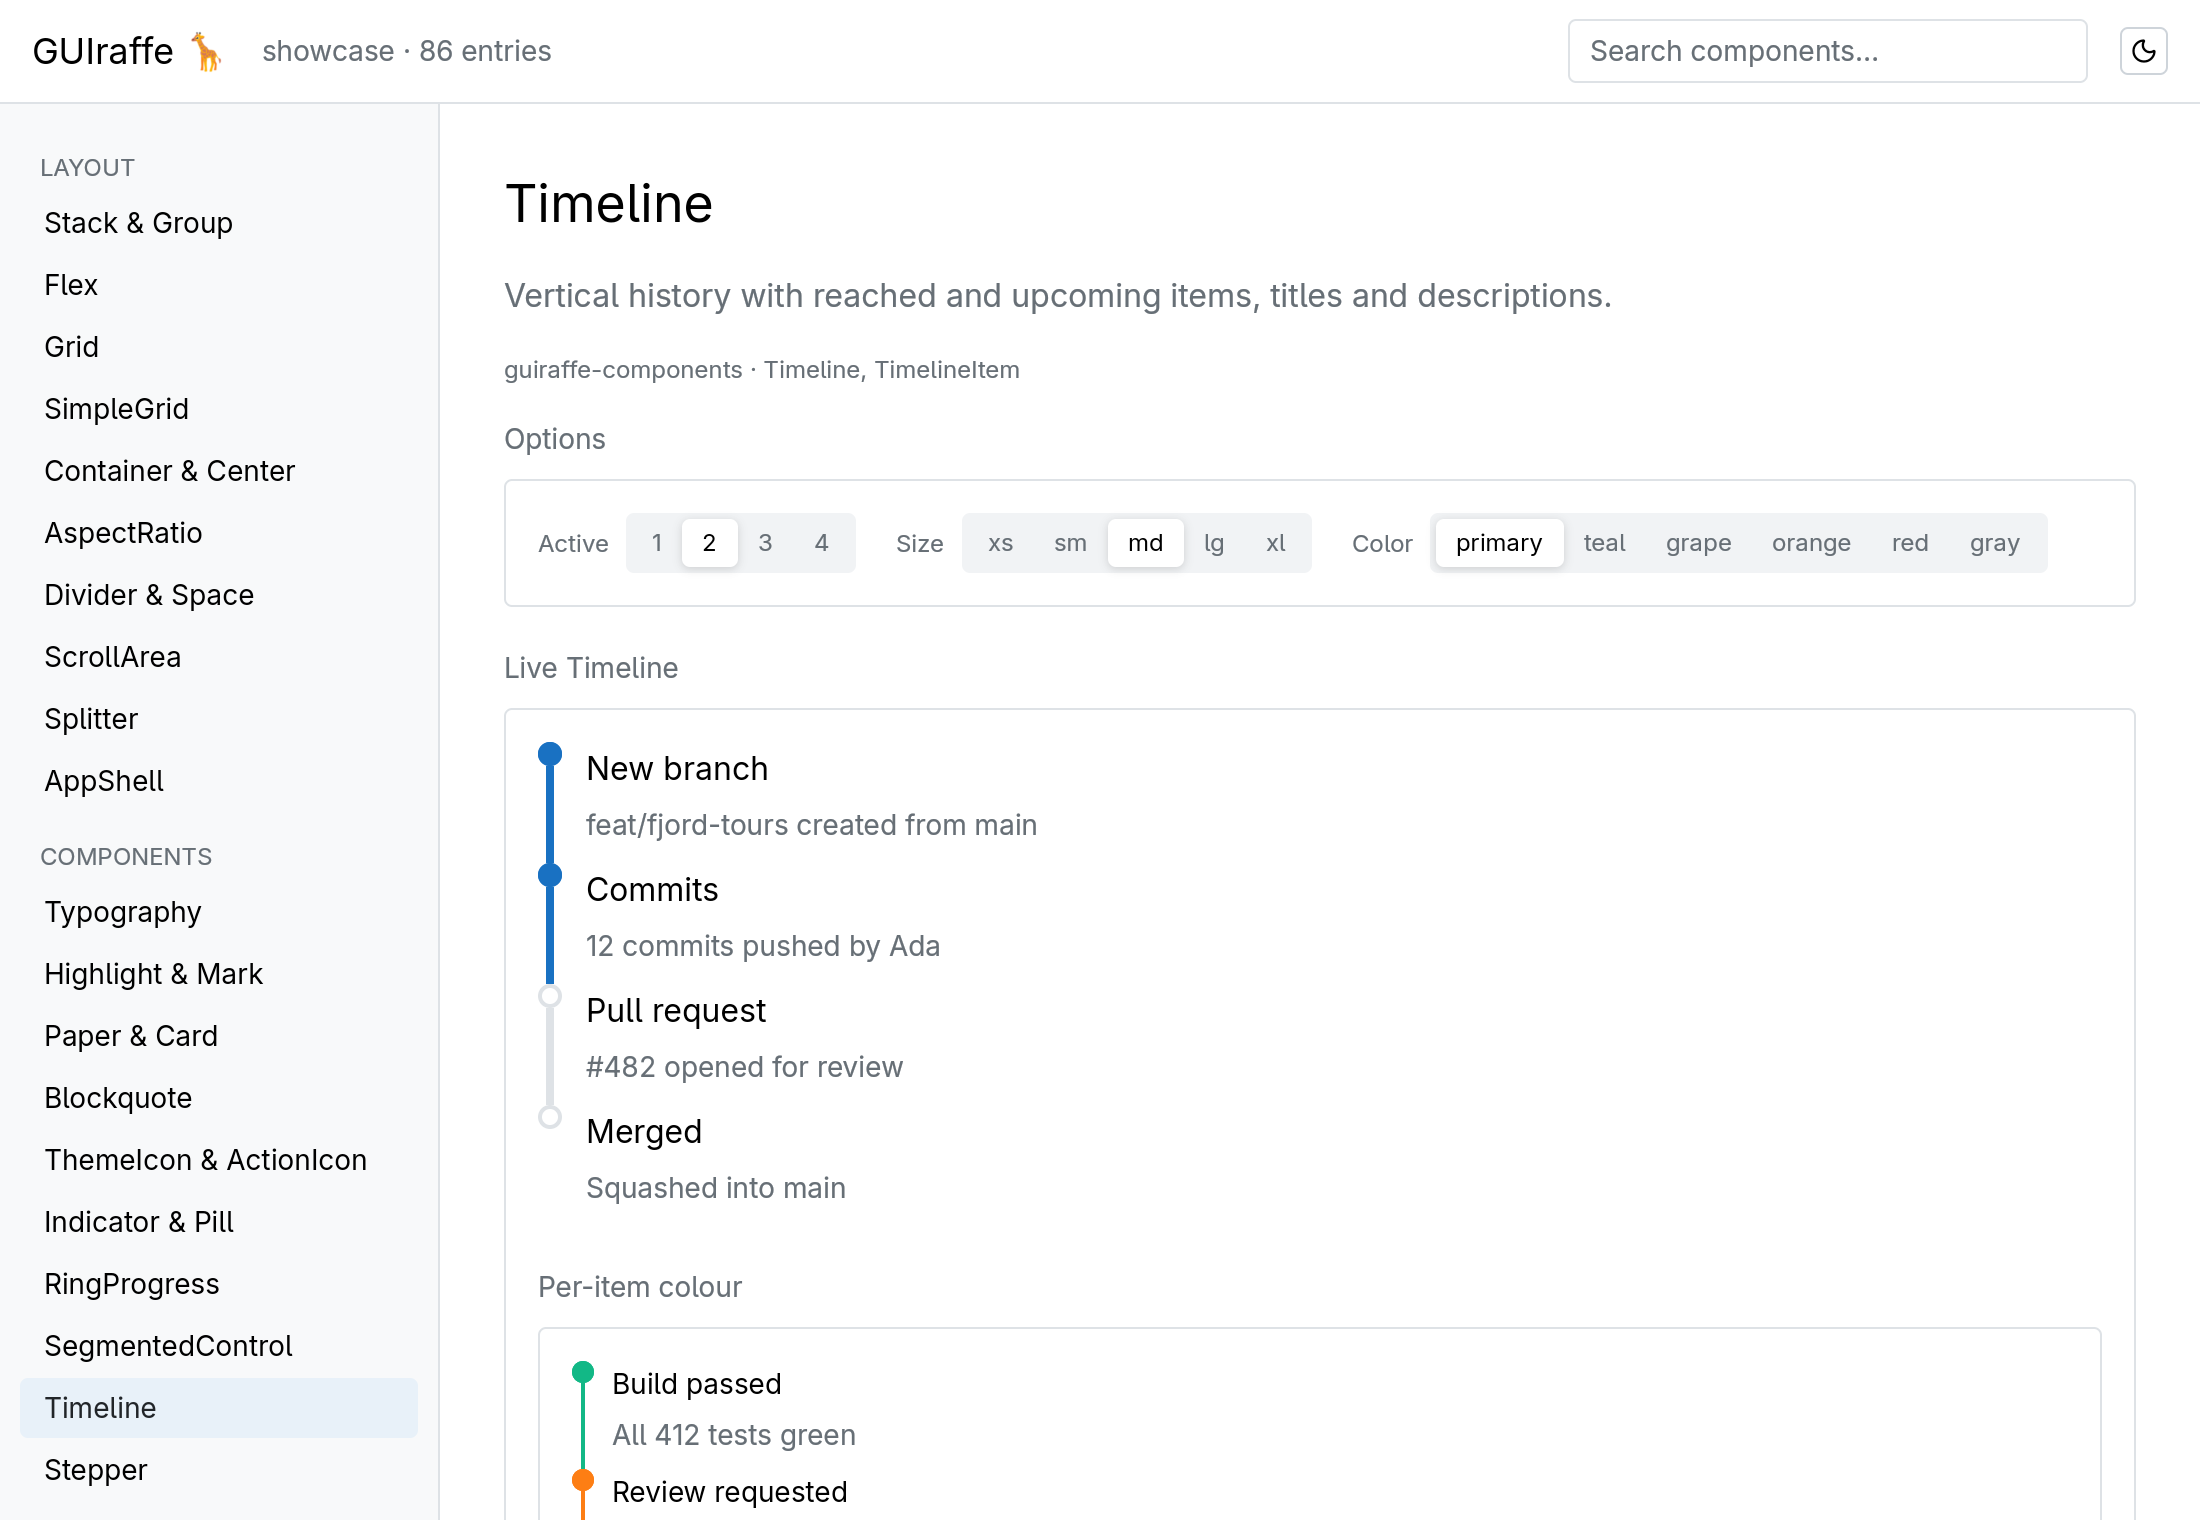 GUIraffe 🦒 showcase · 86 entries Search components...
LAYOUT
Stack & Group
Flex
Grid
SimpleGrid
Container & Center
AspectRatio
Divider & Space
ScrollArea
Splitter
AppShell
COMPONENTS
Typography
Highlight & Mark
Paper & Card
Blockquote
ThemeIcon & ActionIcon
Indicator & Pill
RingProgress
SegmentedControl
Timeline
Stepper
Timeline
Vertical history with reached and upcoming items, titles and descriptions.
guiraffe-components · Timeline, TimelineItem
Options
Active 1 2 3 4 Size xs sm md lg xl Color primary teal grape orange red gray
Live Timeline
New branch
feat/fjord-tours created from main
Commits
12 commits pushed by Ada
Pull request
#482 opened for review
Merged
Squashed into main
Per-item colour
Build passed
All 412 tests green
Review requested